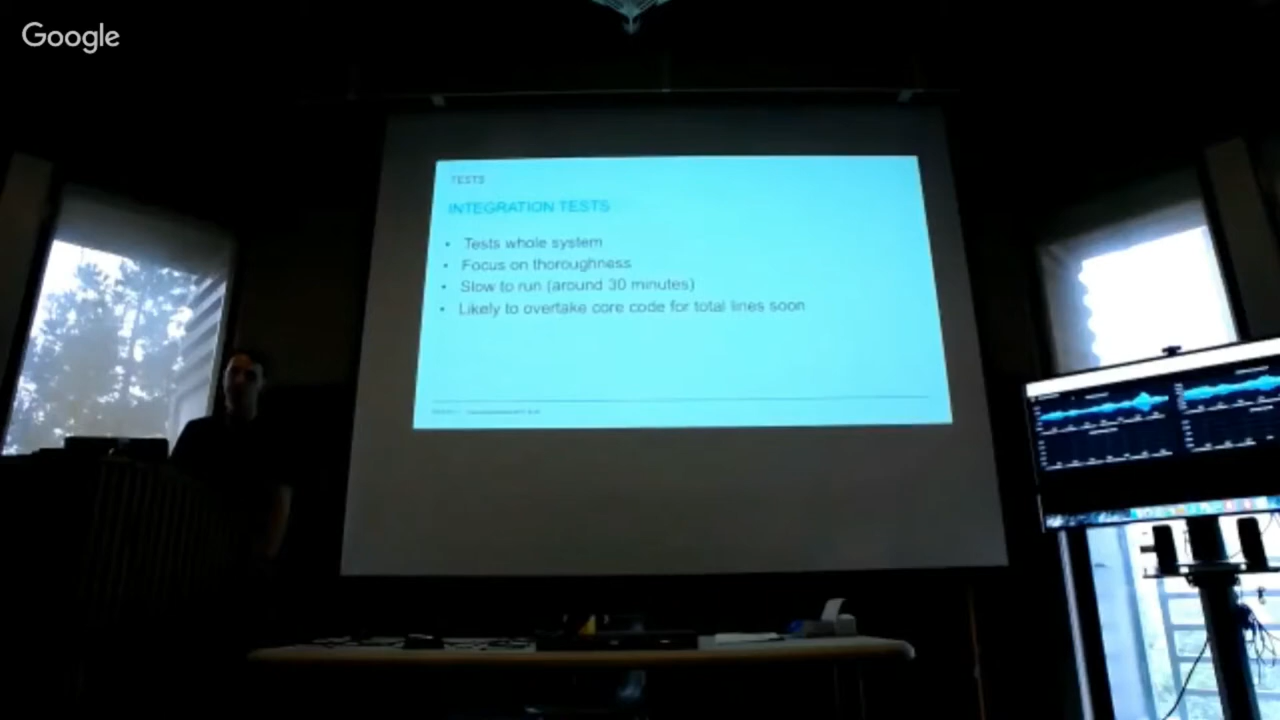 Google
TESTS
INTEGRATION TESTS
• Tests whole system
• Focus on thoroughness
• Slow to run (around 30 minutes)
• Likely to overtake core code for total lines soon